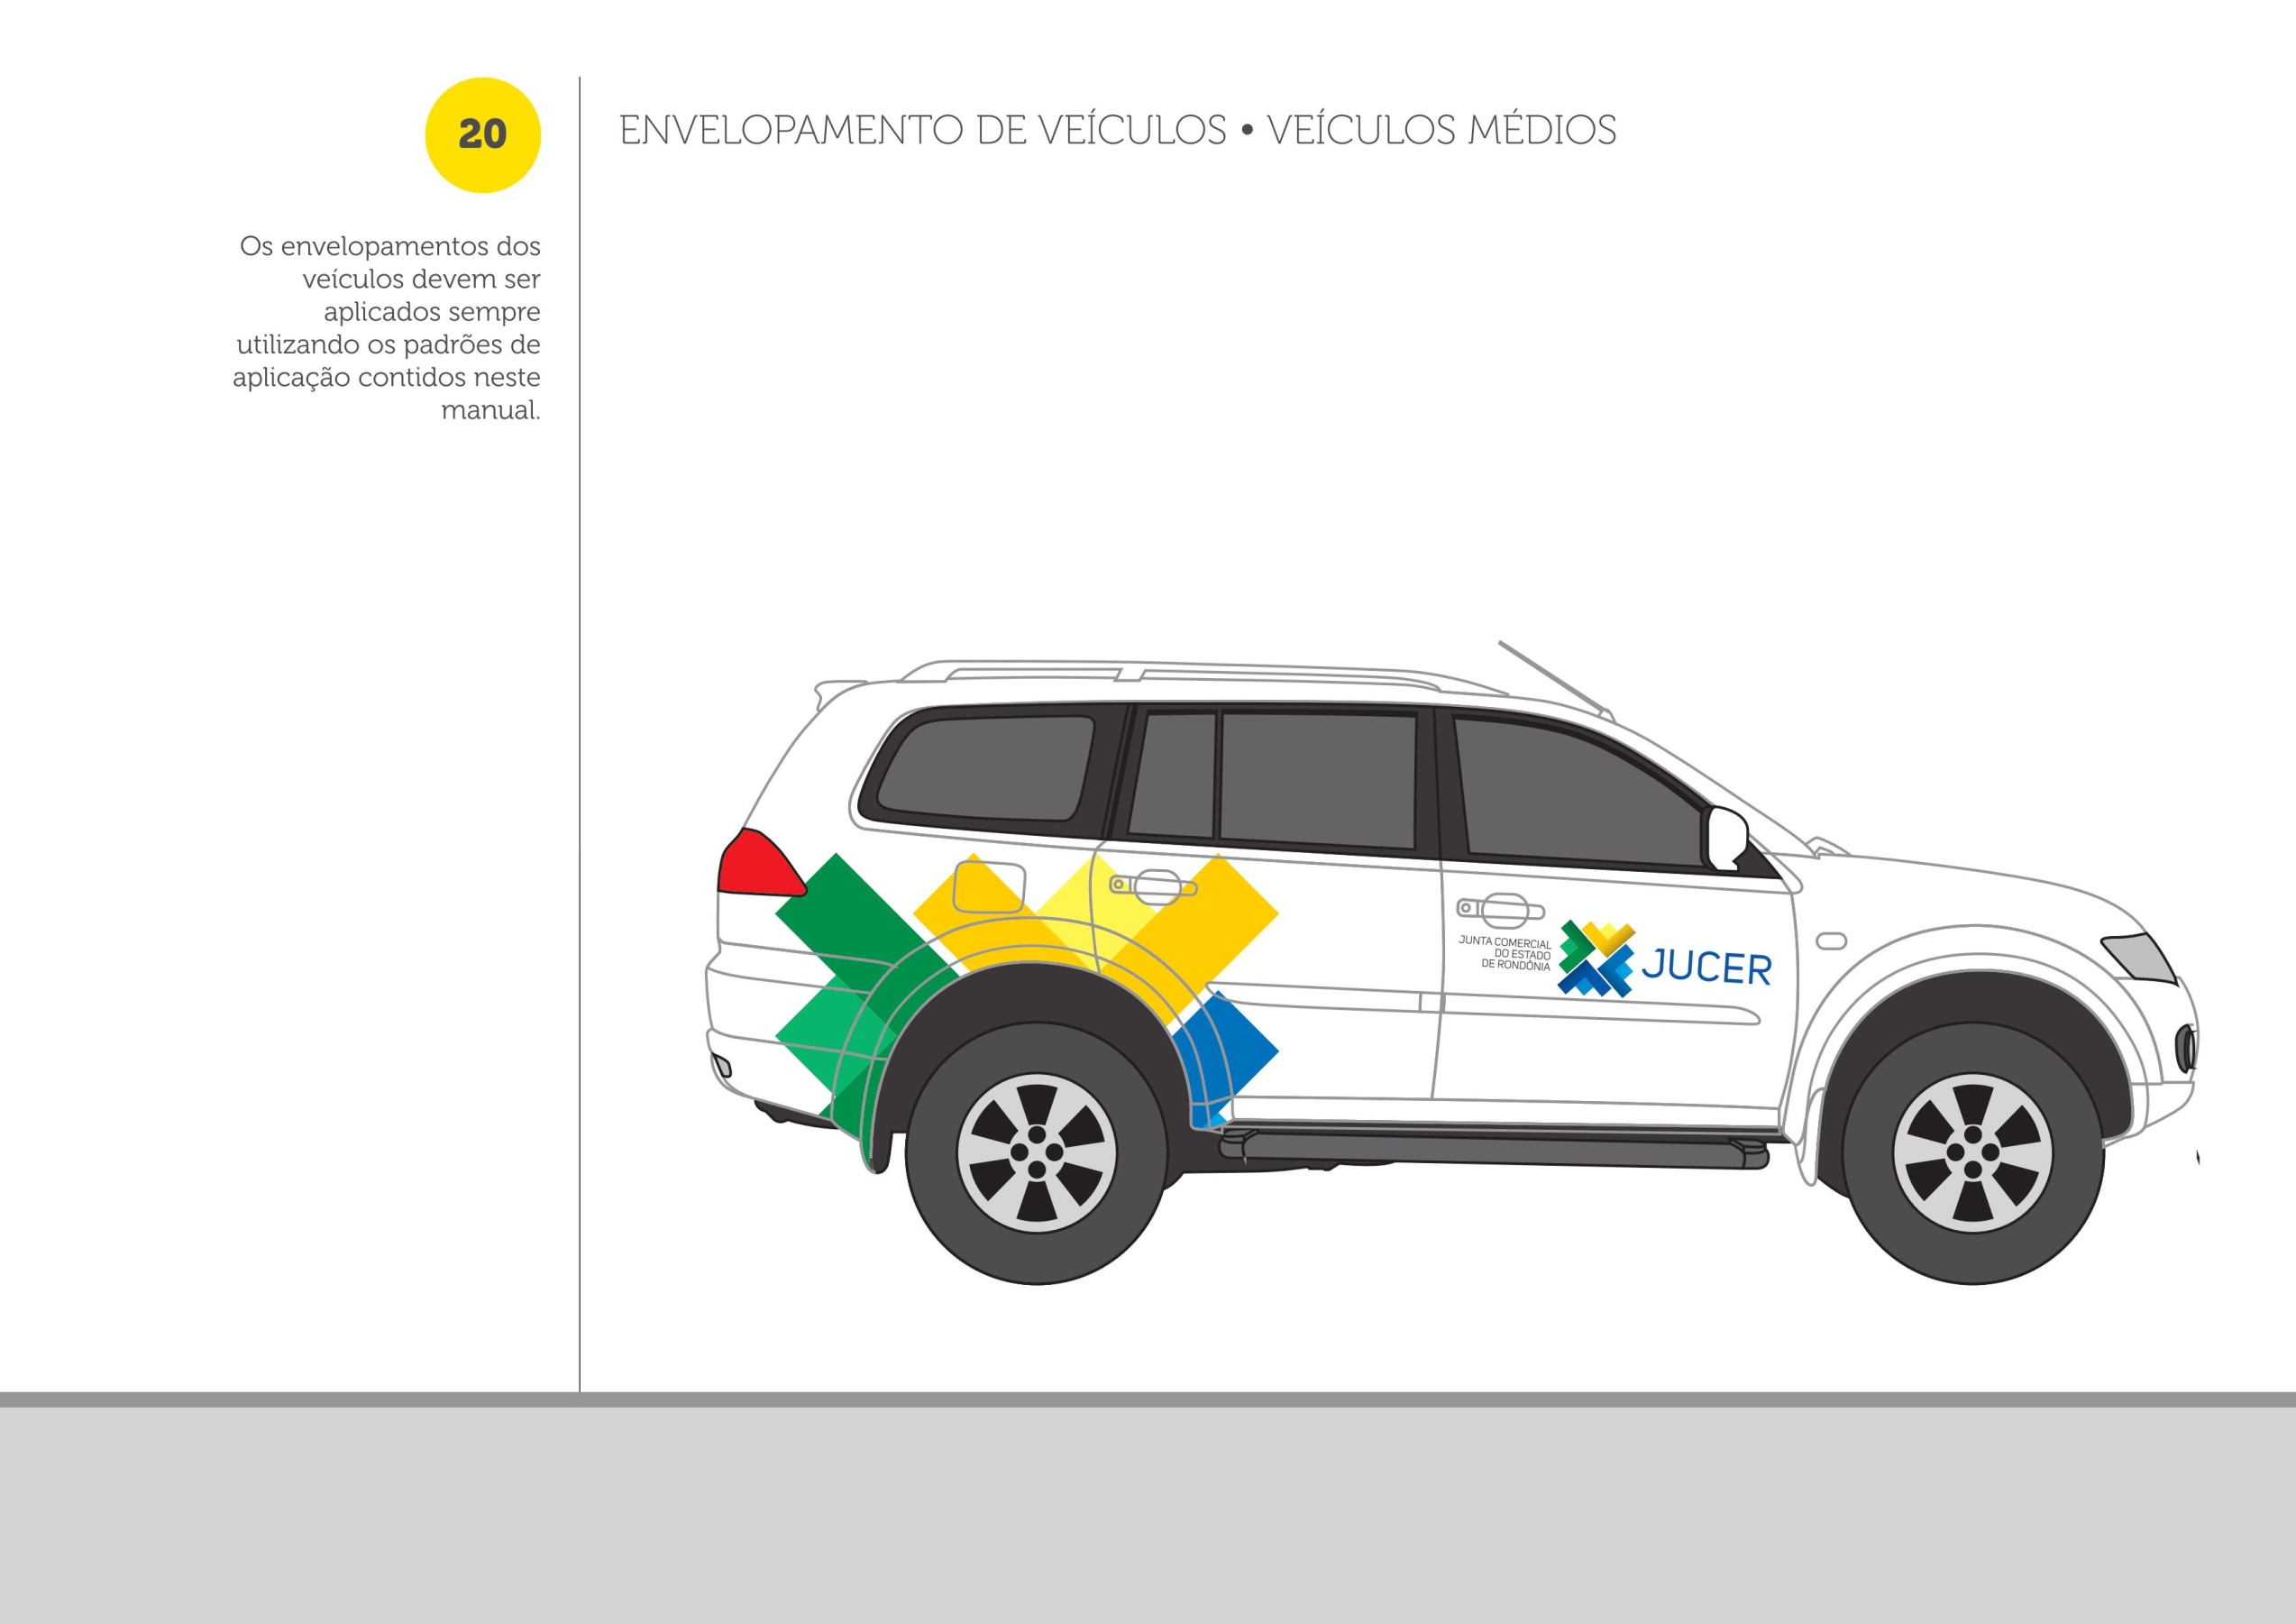 20
ENVELOPAMENTO DE VEÍCULOS • VEÍCULOS MÉDIOS
Os envelopamentos dos
veículos devem ser
aplicados sempre
utilizando os padrões de
aplicação contidos neste
manual.
JUNTA COMERCIAL
DO ESTADO
DE RONDÔNIA
JUCER